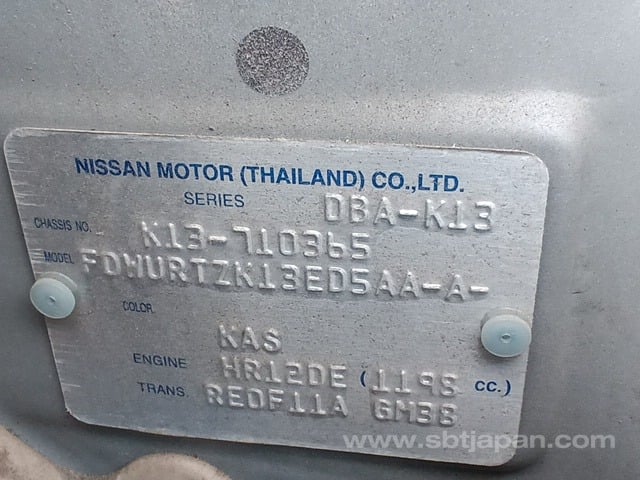 NISSAN MOTOR (THAILAND) CO.,LTD.
SERIES DBA-K13
CHASSIS NO. K13-710365
MODEL FDWURTZK13ED5AA-A-
COLOR
KAS
ENGINE HR12DE (1198 CC.)
TRANS. RE0F11A GM38
www.sbtjapan.com